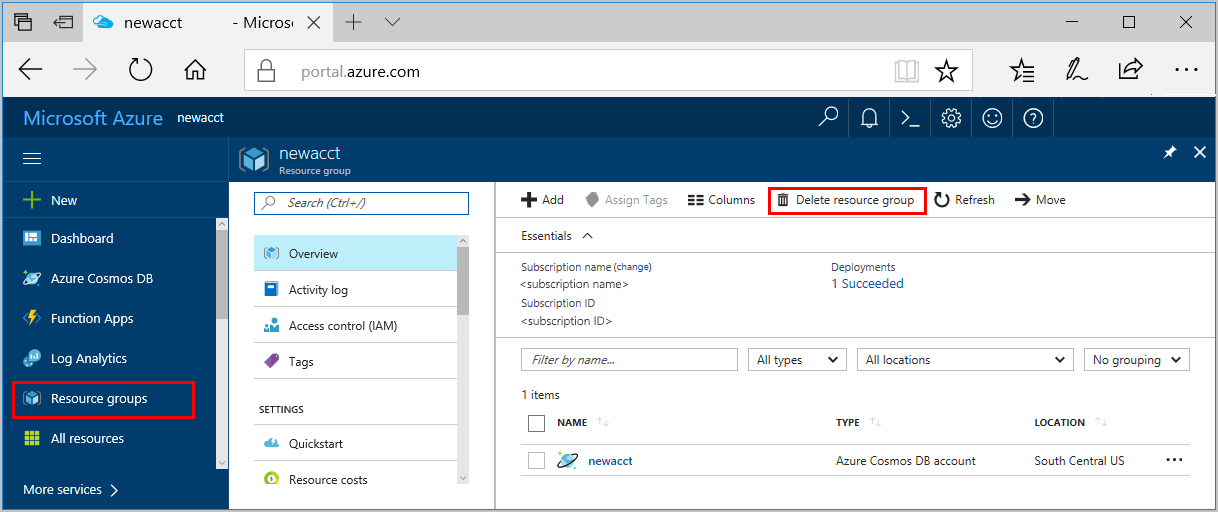 newacct - Micros
portal.azure.com
Microsoft Azure newacct
newacct
Resource group
New
Dashboard
Azure Cosmos DB
Function Apps
Log Analytics
Resource groups
All resources
More services
Search (Ctrl+/)
Overview
Activity log
Access control (IAM)
Tags
SETTINGS
Quickstart
Resource costs
Add Assign Tags Columns Delete resource group Refresh Move
Essentials
Subscription name (change) Deployments
<subscription name> 1 Succeeded
Subscription ID
<subscription ID>
Filter by name... All types All locations No grouping
1 items
NAME TYPE LOCATION
newacct Azure Cosmos DB account South Central US